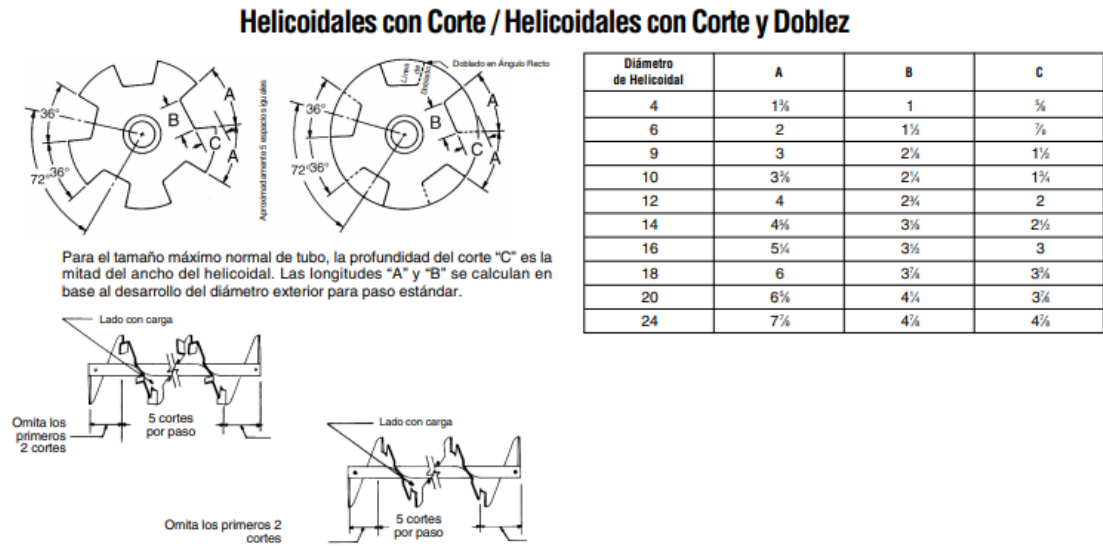 Helicoidales con Corte / Helicoidales con Corte y Doblez
36°
36°
72°
A
B
C
A
Aproximadamente 5 espacios iguales
Doblado en Ángulo Recto
Línea de Doblado
36°
72°
36°
A
B
C
A
Diámetro de Helicoidal A B C
4 1⅜ 1 ⅝
6 2 1½ ⅞
9 3 2⅛ 1½
10 3⅜ 2¼ 1¾
12 4 2¾ 2
14 4⅝ 3⅛ 2½
16 5¼ 3½ 3
18 6 3⅞ 3⅜
20 6⅝ 4¼ 3⅞
24 7⅞ 4⅞ 4⅞
Para el tamaño máximo normal de tubo, la profundidad del corte “C” es la
mitad del ancho del helicoidal. Las longitudes “A” y “B” se calculan en
base al desarrollo del diámetro exterior para paso estándar.
Lado con carga
Omita los
primeros
2 cortes
5 cortes
por paso
Lado con carga
Omita los primeros 2
cortes
5 cortes
por paso